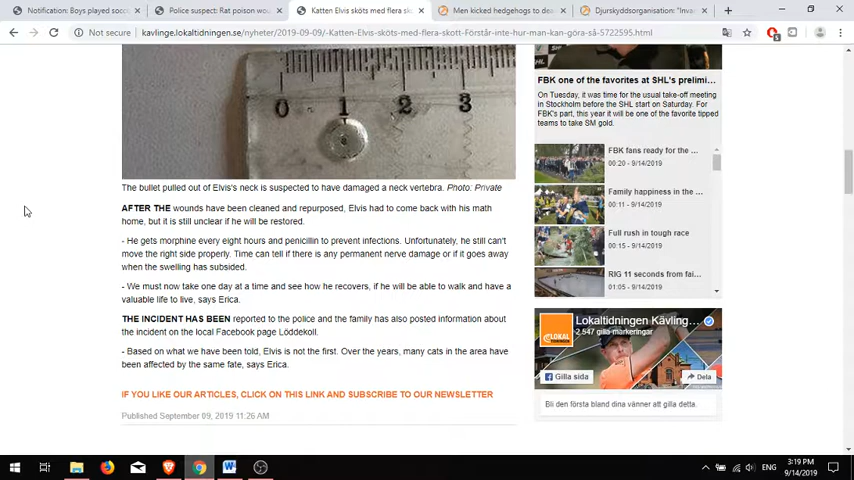 Notification: Boys played socce
Police suspect: Rat poison wou
Katten Elvis sköts med flera sk
Men kicked hedgehogs to dea
Djurskyddsorganisation: "Inva
Not secure
kavlinge.lokaltidningen.se/nyheter/2019-09-09/-Katten-Elvis-sköts-med-flera-skott-Förstår-inte-hur-man-kan-göra-så-5722595.html
0 1 2 3
The bullet pulled out of Elvis's neck is suspected to have damaged a neck vertebra. Photo: Private
AFTER THE wounds have been cleaned and repurposed, Elvis had to come back with his math
home, but it is still unclear if he will be restored.
- He gets morphine every eight hours and penicillin to prevent infections. Unfortunately, he still can't
move the right side properly. Time can tell if there is any permanent nerve damage or if it goes away
when the swelling has subsided.
- We must now take one day at a time and see how he recovers, if he will be able to walk and have a
valuable life to live, says Erica.
THE INCIDENT HAS BEEN reported to the police and the family has also posted information about
the incident on the local Facebook page Löddekoll.
- Based on what we have been told, Elvis is not the first. Over the years, many cats in the area have
been affected by the same fate, says Erica.
IF YOU LIKE OUR ARTICLES, CLICK ON THIS LINK AND SUBSCRIBE TO OUR NEWSLETTER
Published September 09, 2019 11:26 AM
FBK one of the favorites at SHL's prelimi...
On Tuesday, it was time for the usual take-off meeting
in Stockholm before the SHL start on Saturday. For
FBK's part, this year it will be one of the favorite tipped
teams to take SM gold.
FBK fans ready for the ...
00:20 - 9/14/2019
Family happiness in the ...
00:11 - 9/14/2019
Full rush in tough race
00:15 - 9/14/2019
RIG 11 seconds from fai...
01:05 - 9/14/2019
LOKAL
TIDNINGEN
Lokaltidningen Kävling...
2 547 gilla-markeringar
Gilla sida
Dela
Bli den första bland dina vänner att gilla detta.
ENG
3:19 PM
9/14/2019